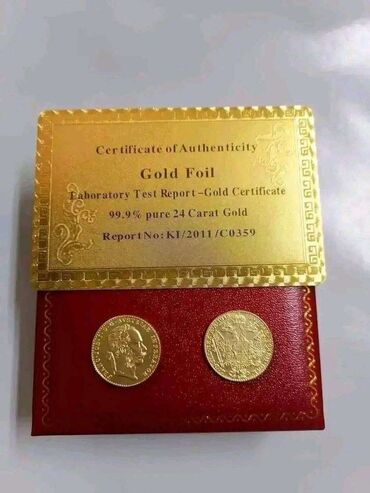 Certificate of Authenticity
Gold Foil
Laboratory Test Report-Gold Certificate
99.9% pure 24 Carat Gold
Report No: KI/2011/C0359